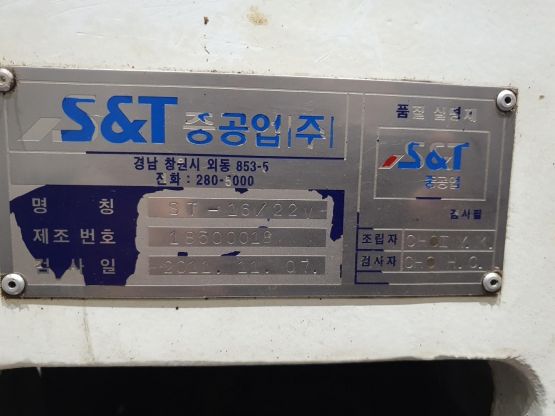 S&T 중공업(주)
경남 창원시 외동 853-5
전화 : 280-5000
명 칭 ST-16/22
제조 번호
검 사 일 2011. 11. 07.
품질 실명제
S&T
중공업
검사필
조립자
검사자